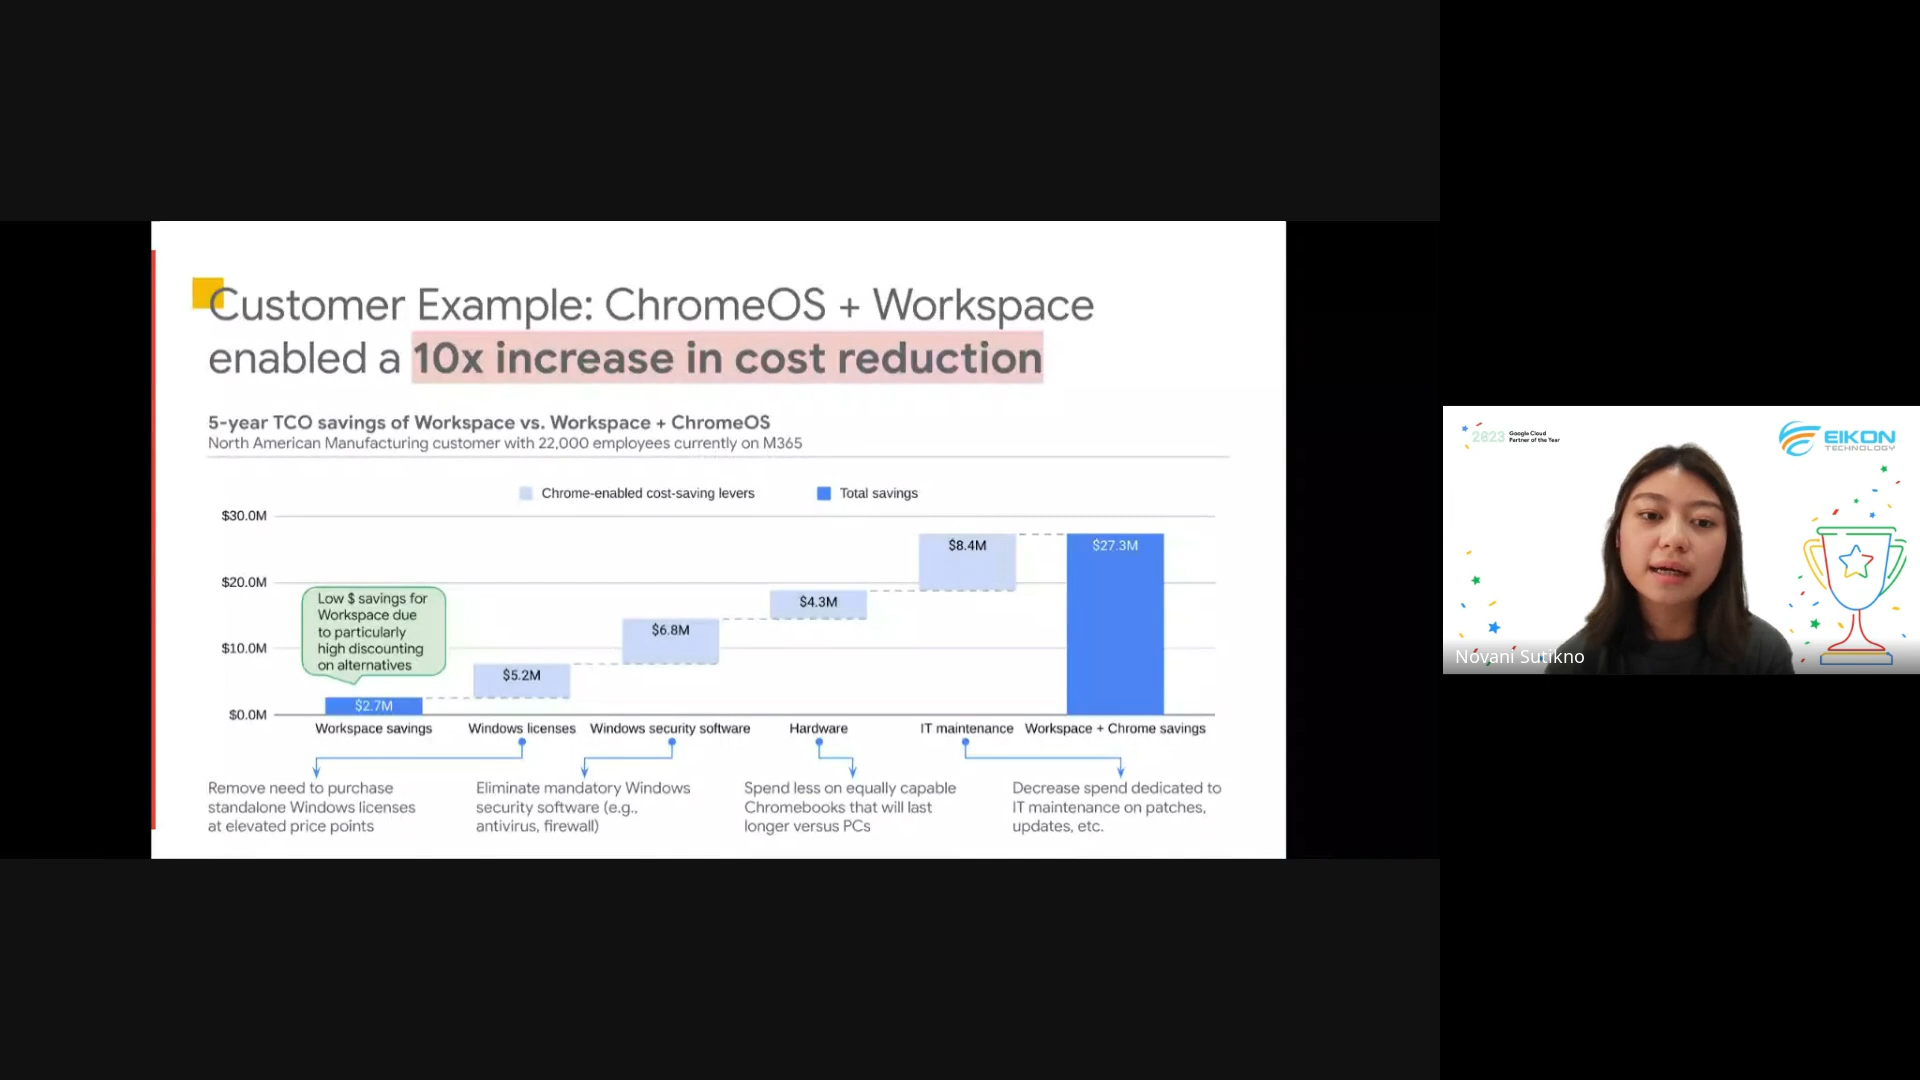 Customer Example: ChromeOS + Workspace
enabled a 10x increase in cost reduction
5-year TCO savings of Workspace vs. Workspace + ChromeOS
North American Manufacturing customer with 22,000 employees currently on M365
Chrome-enabled cost-saving levers
Total savings
$30.0M
$20.0M
$10.0M
$0.0M
Low $ savings for
Workspace due
to particularly
high discounting
on alternatives
$2.7M
$5.2M
$6.8M
$4.3M
$8.4M
$27.3M
Workspace savings
Windows licenses
Windows security software
Hardware
IT maintenance
Workspace + Chrome savings
Remove need to purchase
standalone Windows licenses
at elevated price points
Eliminate mandatory Windows
security software (e.g.,
antivirus, firewall)
Spend less on equally capable
Chromebooks that will last
longer versus PCs
Decrease spend dedicated to
IT maintenance on patches,
updates, etc.
2023
Google Cloud
Partner of the Year
EIKON
TECHNOLOGY
Novani Sutikno